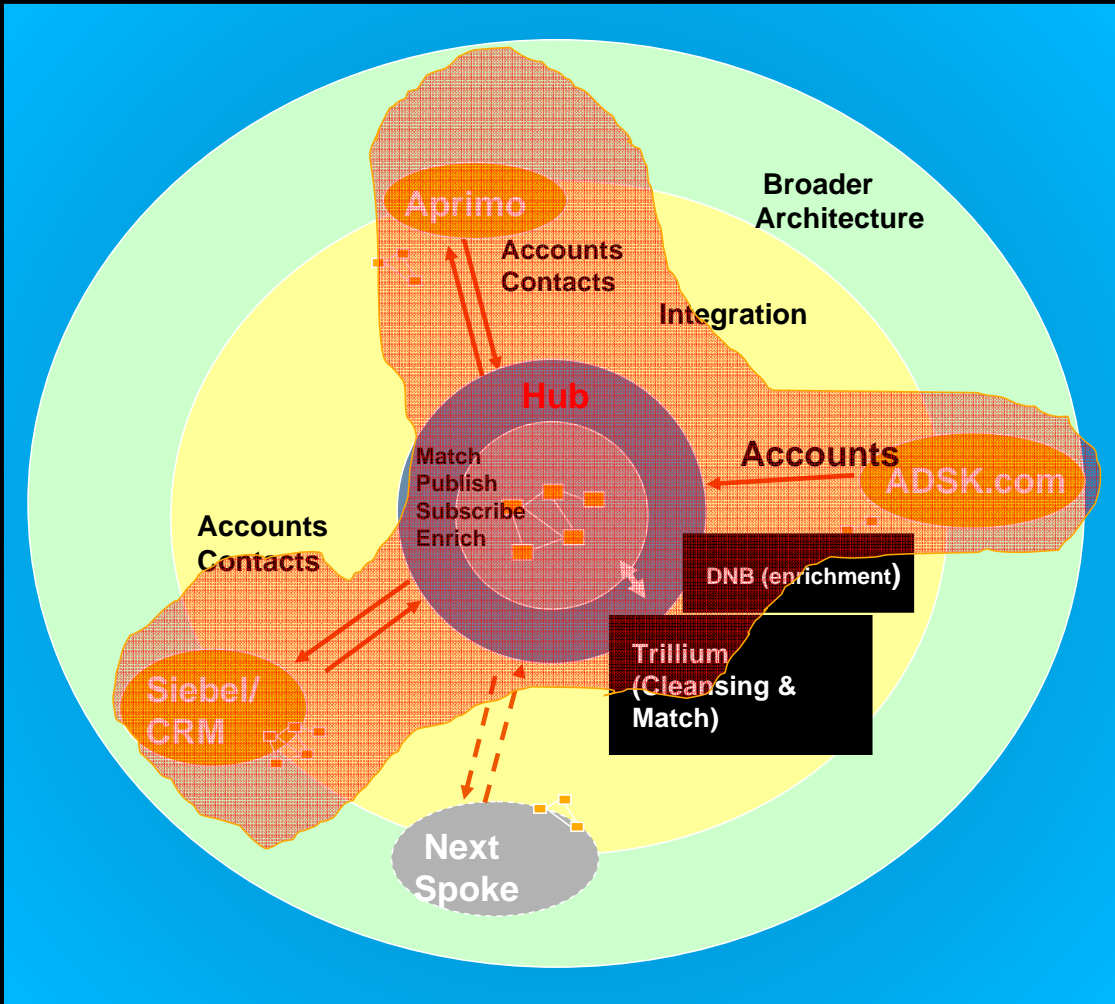 Broader
Architecture
Aprimo
Accounts
Contacts
Integration
Hub
Match
Publish
Subscribe
Enrich
Accounts
ADSK.com
Accounts
Contacts
DNB (enrichment)
Trillium
(Cleansing &
Match)
Siebel/
CRM
Next
Spoke